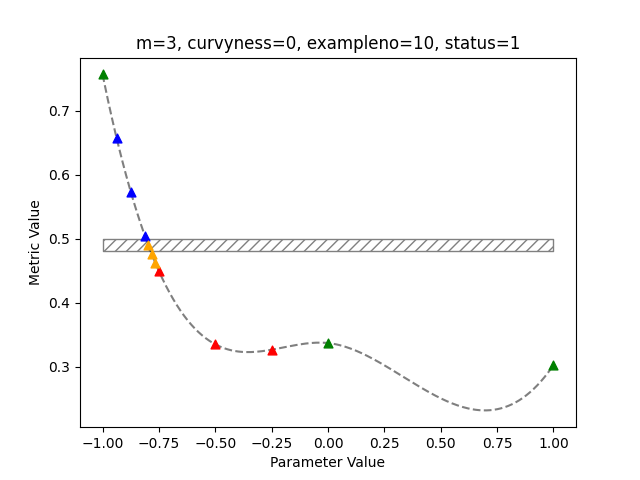 m=3, curvyness=0, exampleno=10, status=1
Metric Value
0.7
0.6
0.5
0.4
0.3
−1.00 −0.75 −0.50 −0.25 0.00 0.25 0.50 0.75 1.00
Parameter Value